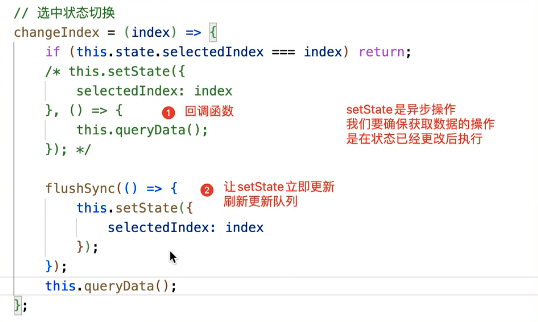 // 选中状态切换
changeIndex = (index) => {
if (this.state.selectedIndex === index) return;
/* this.setState({
selectedIndex: index
}, () => { 1 回调函数
this.queryData();
}); */
setState是异步操作
我们要确保获取数据的操作
是在状态已经更改后执行
flushSync(() => { 2 让setState立即更新
刷新更新队列
this.setState({
selectedIndex: index
});
});
this.queryData();
};